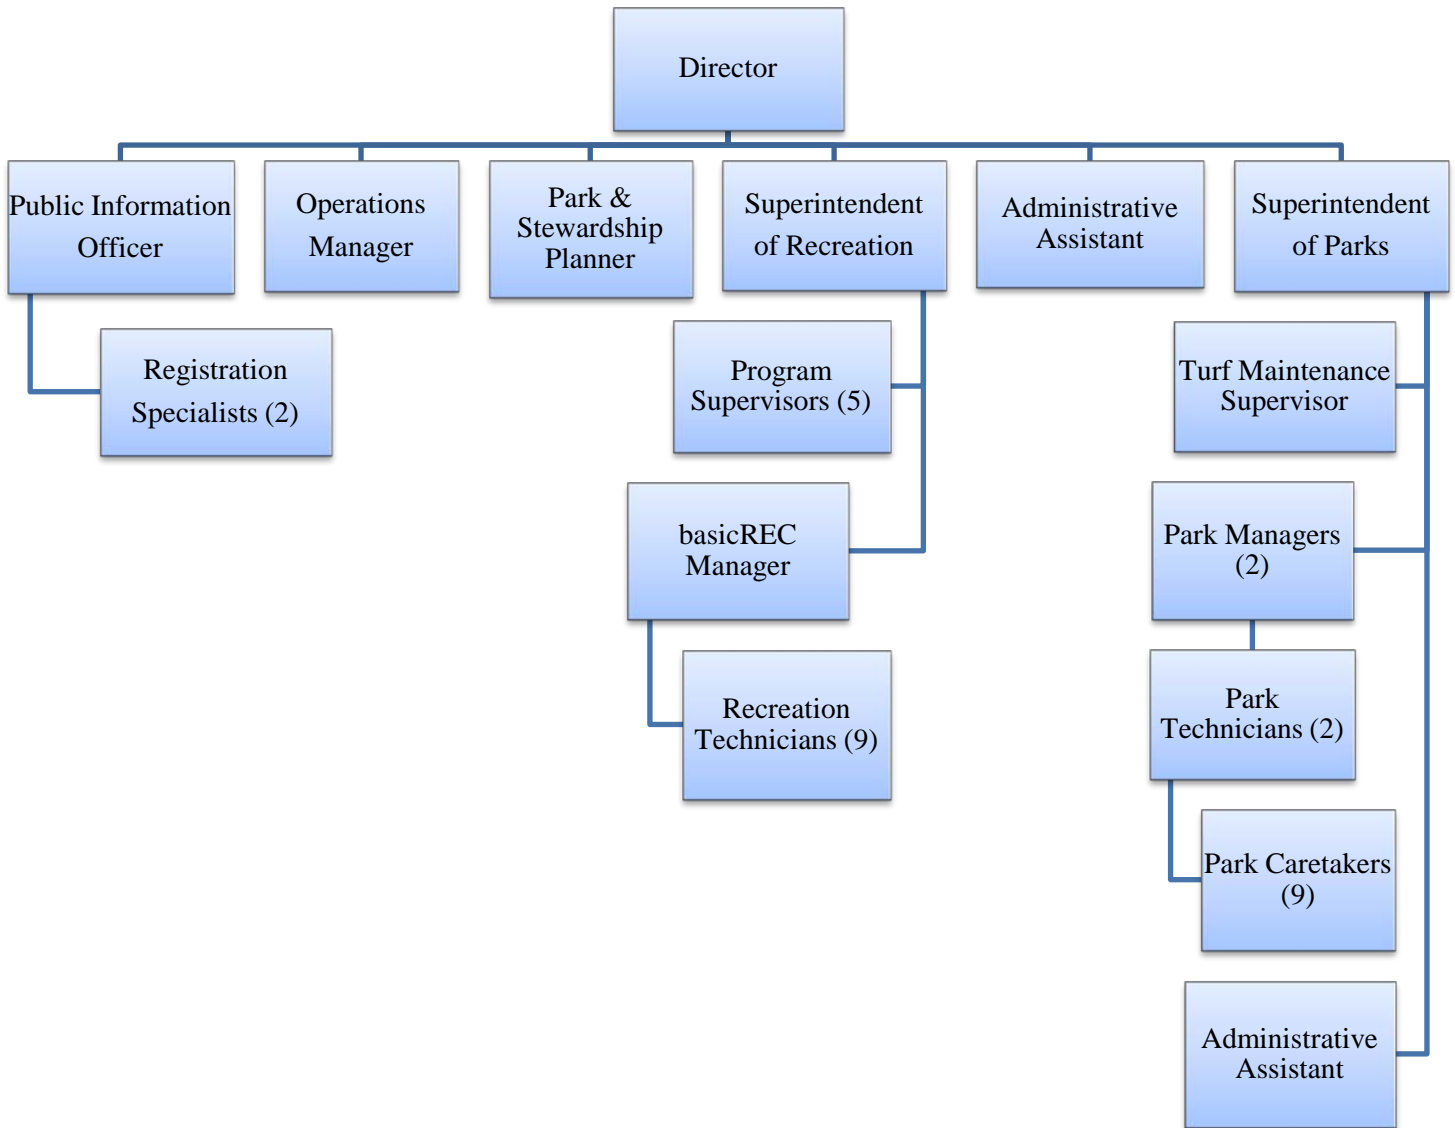 Director
Public Information
Officer
Operations
Manager
Park &
Stewardship
Planner
Superintendent
of Recreation
Administrative
Assistant
Superintendent
of Parks
Registration
Specialists (2)
Program
Supervisors (5)
Turf Maintenance
Supervisor
basicREC
Manager
Park Managers
(2)
Recreation
Technicians (9)
Park
Technicians (2)
Park Caretakers
(9)
Administrative
Assistant